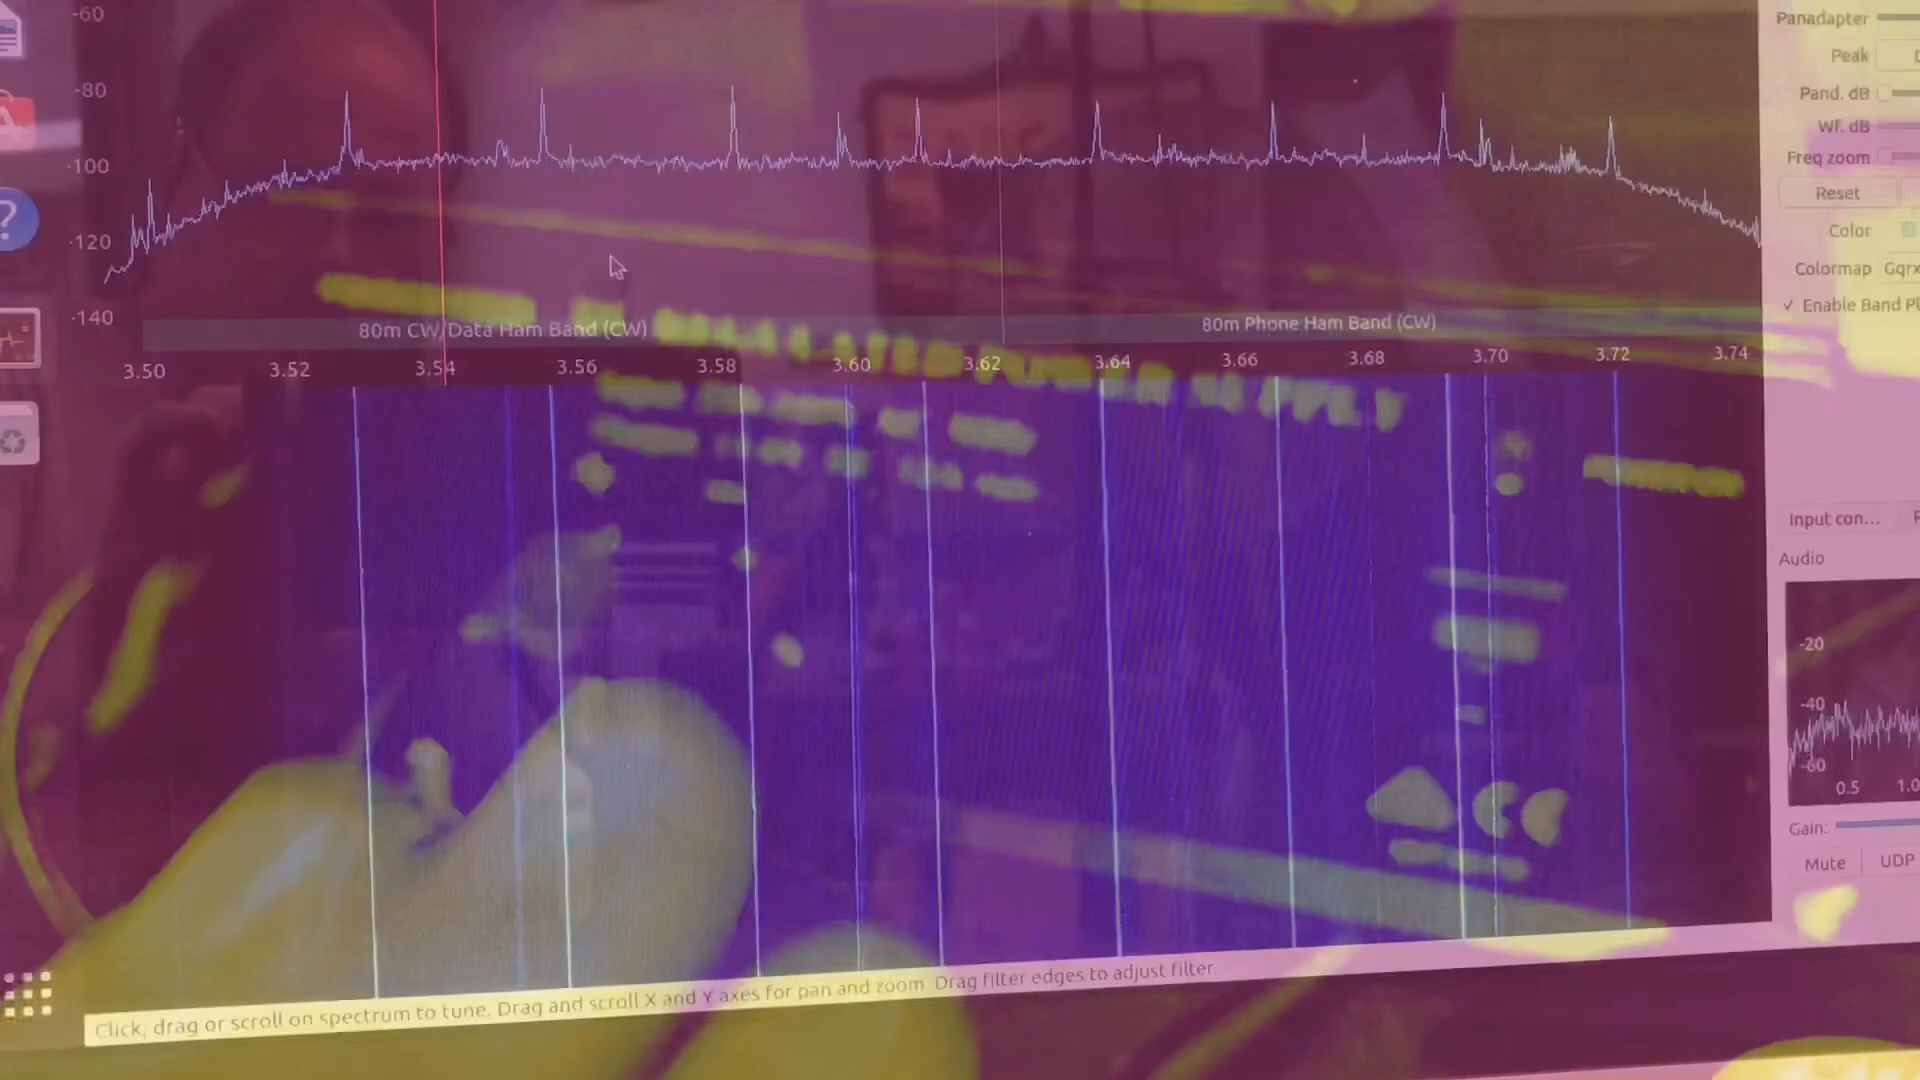 -60
-80
-100
-120
-140
80m CW/Data Ham Band (CW)
80m Phone Ham Band (CW)
3.50 3.52 3.54 3.56 3.58 3.60 3.62 3.64 3.66 3.68 3.70 3.72 3.74
Click, drag or scroll on spectrum to tune. Drag and scroll X and Y axes for pan and zoom. Drag filter edges to adjust filter.
Panadapter
Peak
Pand. dB
Wf. dB
Freq zoom
Reset
Color
Colormap Gqrx
✓ Enable Band Pl
Input con...
Audio
-20
-40
-60
0.5 1.0
Gain:
Mute UDP